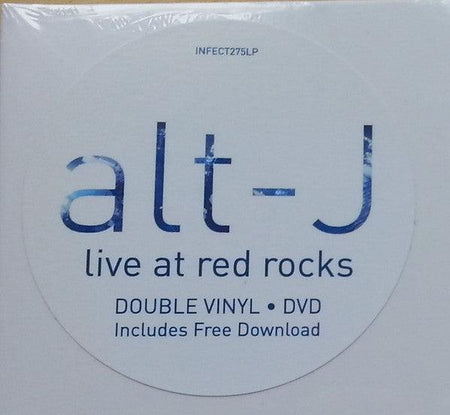 INFECT275LP
alt-J
live at red rocks
DOUBLE VINYL • DVD
Includes Free Download